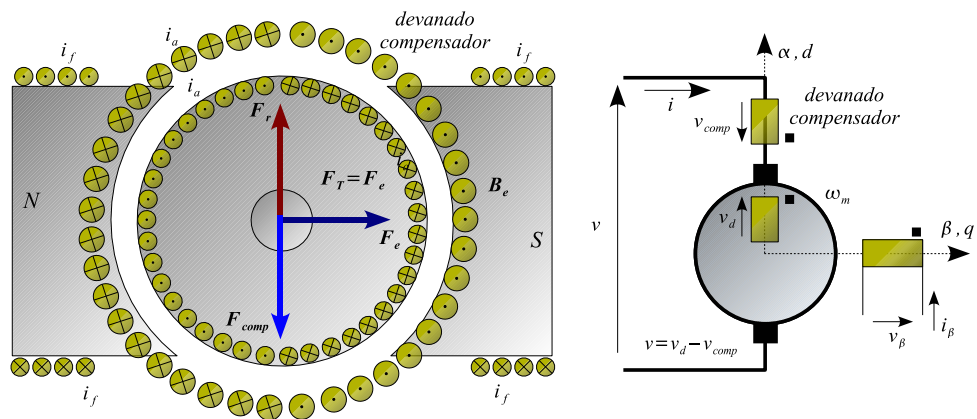 devanado
compensador
i_f
i_a
i_f
i_a
F_r
F_T = F_e
N
B_e
F_e
S
F_comp
i_f
i_f
α, d
i
devanado
compensador
v_comp
ω_m
v
v_d
β, q
i_β
v_β
v = v_d − v_comp